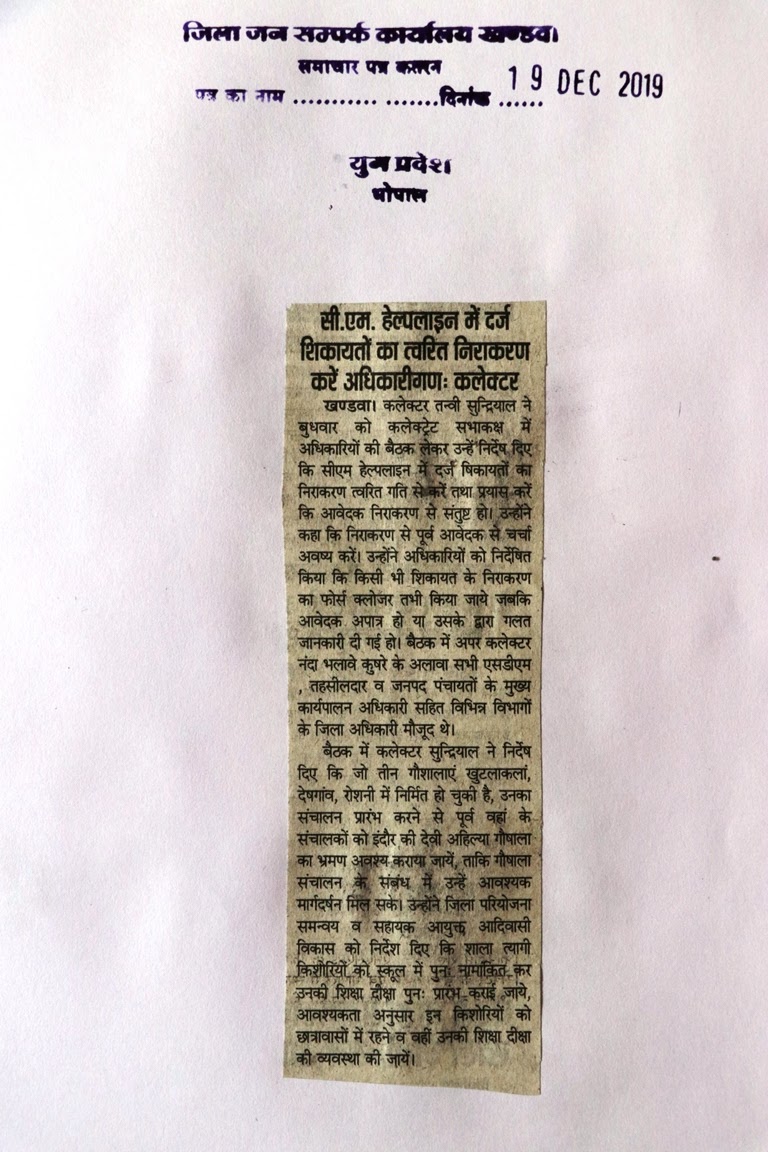 जिला जन सम्पर्क कार्यालय खण्डवा
समाचार पत्र कतरन
पत्र का नाम ........... .......दिनांक ...... 19 DEC 2019
युग प्रदेश
भोपाल
सी.एम. हेल्पलाइन में दर्ज
शिकायतों का त्वरित निराकरण
करें अधिकारीगणः कलेक्टर
खण्डवा। कलेक्टर तन्वी सुन्द्रियाल ने
बुधवार को कलेक्ट्रेट सभाकक्ष में
अधिकारियों की बैठक लेकर उन्हें निर्देष दिए
कि सीएम हेल्पलाइन में दर्ज षिकायतों का
निराकरण त्वरित गति से करें तथा प्रयास करें
कि आवेदक निराकरण से संतुष्ट हो। उन्होंने
कहा कि निराकरण से पूर्व आवेदक से चर्चा
अवष्य करें। उन्होंने अधिकारियों को निर्देषित
किया कि किसी भी शिकायत के निराकरण
का फोर्स क्लोजर तभी किया जाये जबकि
आवेदक अपात्र हो या उसके द्वारा गलत
जानकारी दी गई हो। बैठक में अपर कलेक्टर
नंदा भलावे कुषरे के अलावा सभी एसडीएम
, तहसीलदार व जनपद पंचायतों के मुख्य
कार्यपालन अधिकारी सहित विभिन्न विभागों
के जिला अधिकारी मौजूद थे।
बैठक में कलेक्टर सुन्द्रियाल ने निर्देष
दिए कि जो तीन गौशालाएं खुटलाकलां,
देषगांव, रोशनी में निर्मित हो चुकी है, उनका
संचालन प्रारंभ करने से पूर्व वहां के
संचालकों को इंदौर की देवी अहिल्या गौषाला
का भ्रमण अवश्य कराया जायें, ताकि गौषाला
संचालन के संबंध में उन्हें आवश्यक
मार्गदर्षन मिल सके। उन्होंने जिला परियोजना
समन्वय व सहायक आयुक्त आदिवासी
विकास को निर्देश दिए कि शाला त्यागी
किशोरियों को स्कूल में पुनः नामांकित कर
उनकी शिक्षा दीक्षा पुनः प्रारंभ कराई जाये,
आवश्यकता अनुसार इन किशोरियों को
छात्रावासों में रहने व वहीं उनकी शिक्षा दीक्षा
की व्यवस्था की जायें।